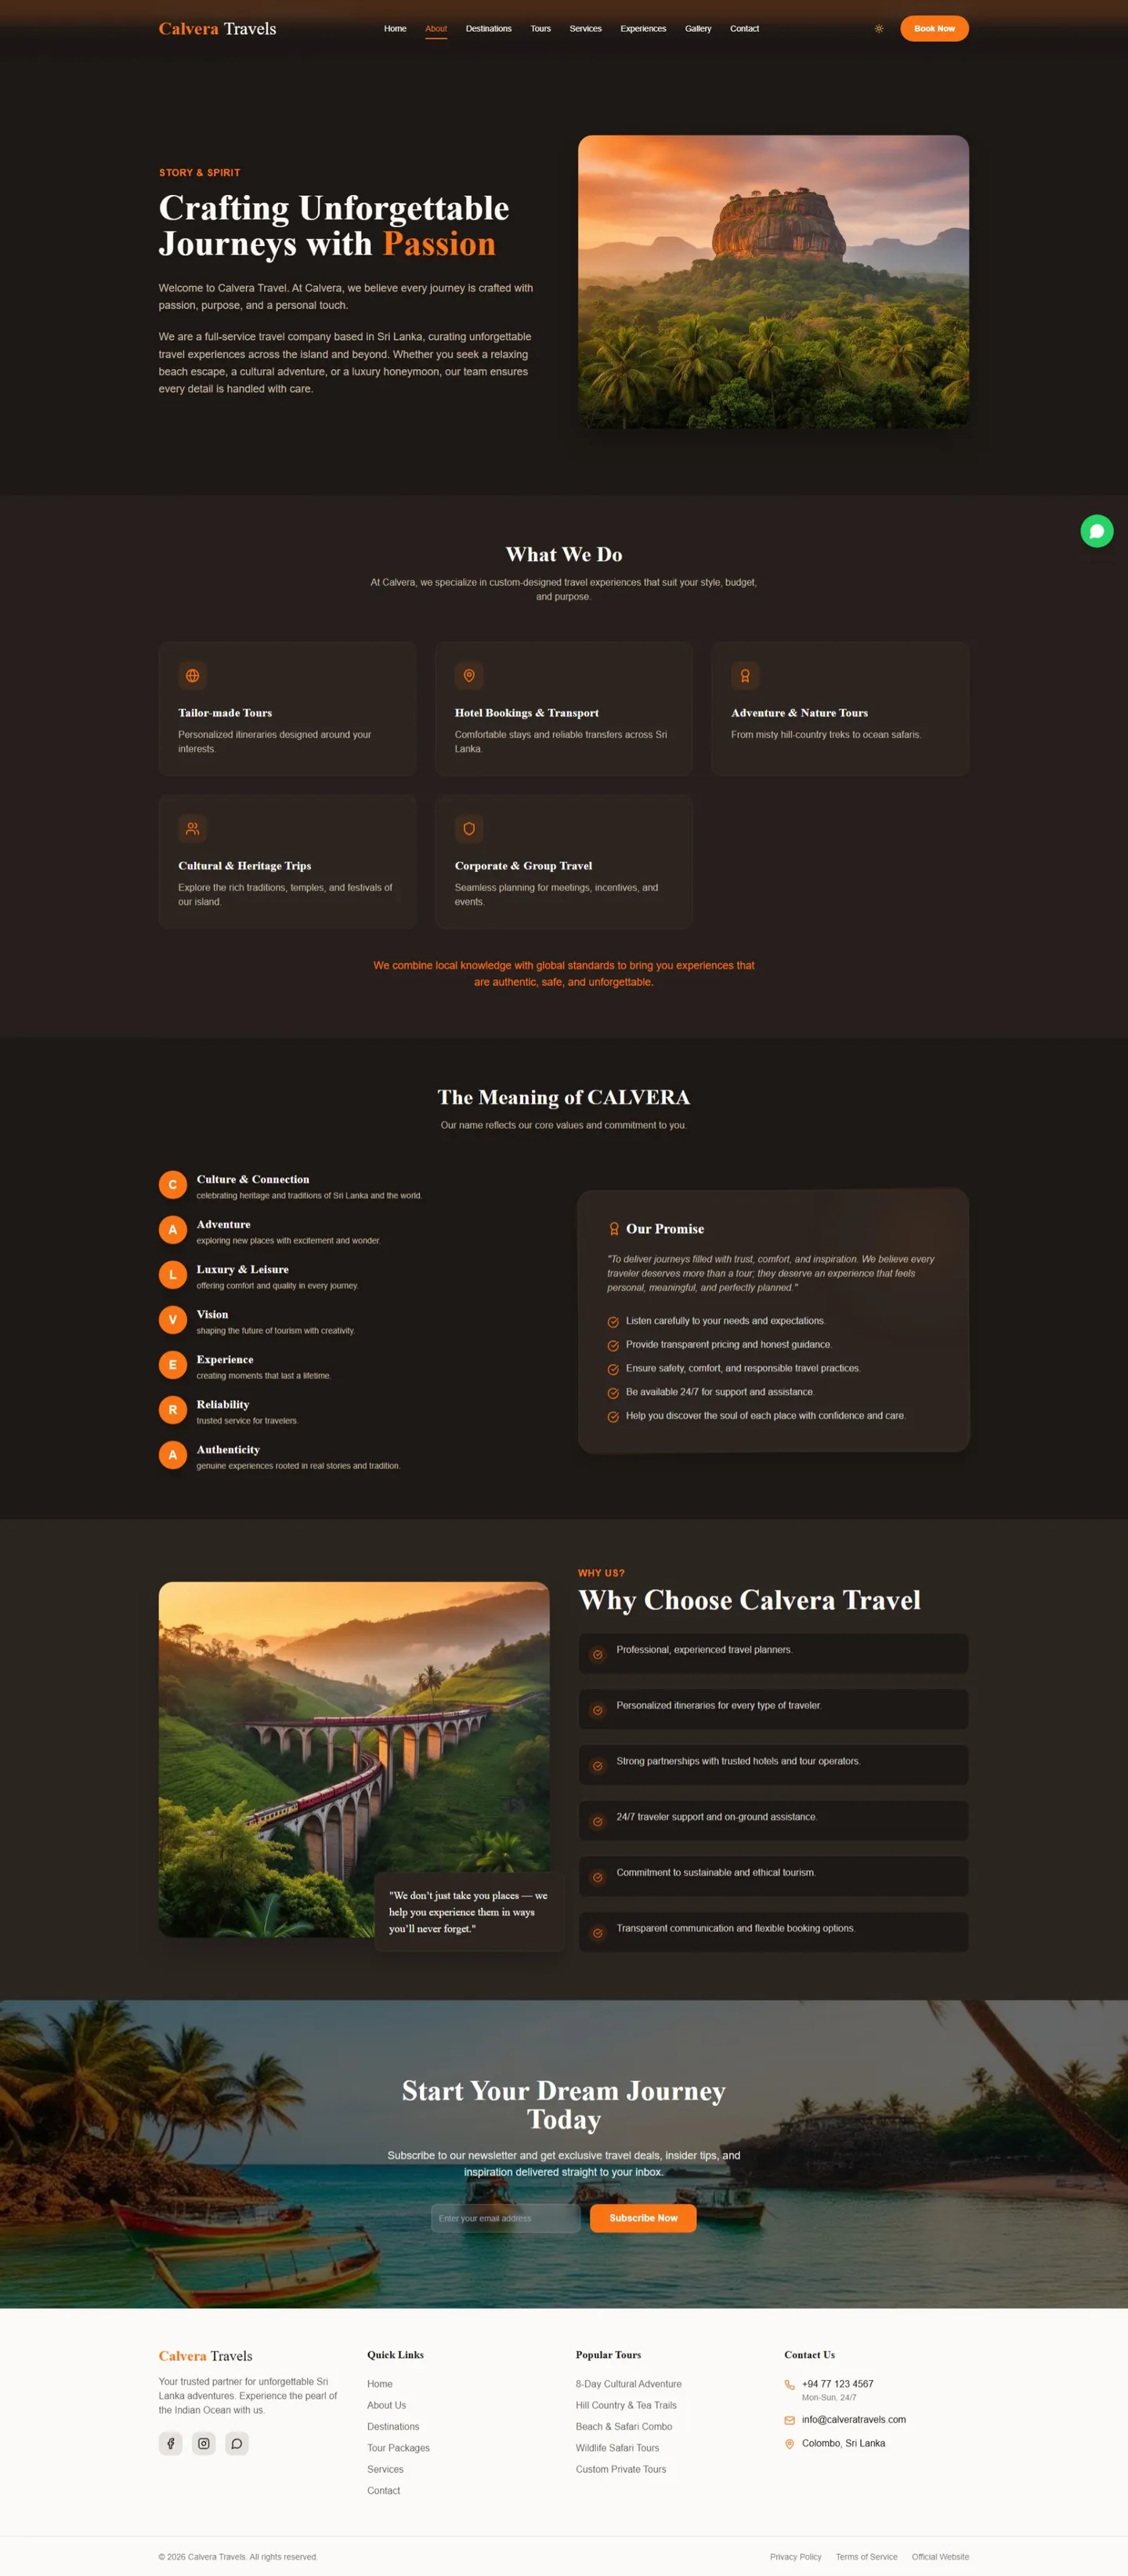 Calvera Travels
Home About Destinations Tours Services Experiences Gallery Contact
Book Now
STORY & SPIRIT
Crafting Unforgettable
Journeys with Passion
Welcome to Calvera Travel. At Calvera, we believe every journey is crafted with
passion, purpose, and a personal touch.
We are a full-service travel company based in Sri Lanka, curating unforgettable
travel experiences across the island and beyond. Whether you seek a relaxing
beach escape, a cultural adventure, or a luxury honeymoon, our team ensures
every detail is handled with care.
What We Do
At Calvera, we specialize in custom-designed travel experiences that suit your style, budget,
and purpose.
Tailor-made Tours
Personalized itineraries designed around your
interests.
Hotel Bookings & Transport
Comfortable stays and reliable transfers across Sri
Lanka.
Adventure & Nature Tours
From misty hill-country treks to ocean safaris.
Cultural & Heritage Trips
Explore the rich traditions, temples, and festivals of
our island.
Corporate & Group Travel
Seamless planning for meetings, incentives, and
events.
We combine local knowledge with global standards to bring you experiences that
are authentic, safe, and unforgettable.
The Meaning of CALVERA
Our name reflects our core values and commitment to you.
C
Culture & Connection
celebrating heritage and traditions of Sri Lanka and the world.
A
Adventure
exploring new places with excitement and wonder.
L
Luxury & Leisure
offering comfort and quality in every journey.
V
Vision
shaping the future of tourism with creativity.
E
Experience
creating moments that last a lifetime.
R
Reliability
trusted service for travelers.
A
Authenticity
genuine experiences rooted in real stories and tradition.
Our Promise
"To deliver journeys filled with trust, comfort, and inspiration. We believe every
traveler deserves more than a tour; they deserve an experience that feels
personal, meaningful, and perfectly planned."
Listen carefully to your needs and expectations.
Provide transparent pricing and honest guidance.
Ensure safety, comfort, and responsible travel practices.
Be available 24/7 for support and assistance.
Help you discover the soul of each place with confidence and care.
"We don't just take you places — we
help you experience them in ways
you'll never forget."
WHY US?
Why Choose Calvera Travel
Professional, experienced travel planners.
Personalized itineraries for every type of traveler.
Strong partnerships with trusted hotels and tour operators.
24/7 traveler support and on-ground assistance.
Commitment to sustainable and ethical tourism.
Transparent communication and flexible booking options.
Start Your Dream Journey
Today
Subscribe to our newsletter and get exclusive travel deals, insider tips, and
inspiration delivered straight to your inbox.
Enter your email address
Subscribe Now
Calvera Travels
Your trusted partner for unforgettable Sri
Lanka adventures. Experience the pearl of
the Indian Ocean with us.
Quick Links
Home
About Us
Destinations
Tour Packages
Services
Contact
Popular Tours
8-Day Cultural Adventure
Hill Country & Tea Trails
Beach & Safari Combo
Wildlife Safari Tours
Custom Private Tours
Contact Us
+94 77 123 4567
Mon-Sun, 24/7
info@calveratravels.com
Colombo, Sri Lanka
© 2026 Calvera Travels. All rights reserved.
Privacy Policy Terms of Service Official Website